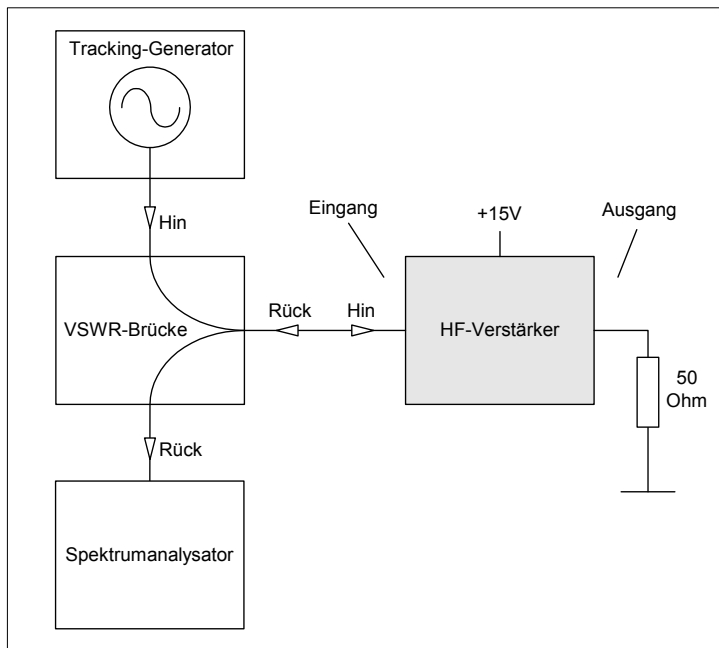 Tracking-Generator
Hin
Eingang
+15V
Ausgang
VSWR-Brücke
Rück
Hin
HF-Verstärker
50
Ohm
Rück
Spektrumanalysator